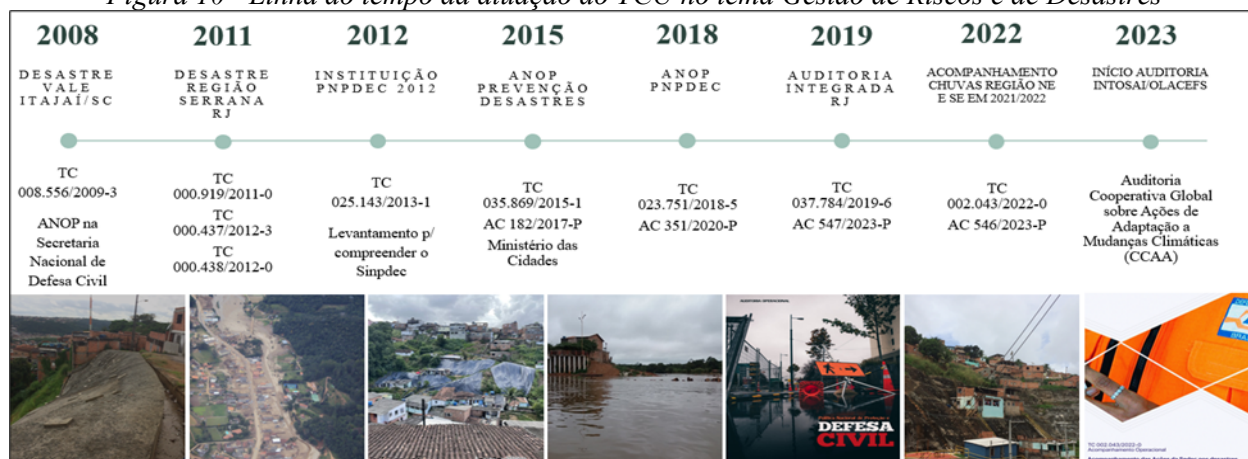 Figura 10 - Linha do tempo da atuação do TCU no tema Gestão de Riscos e de Desastres
2008
DESASTRE
VALE
ITAJAÍ/SC
TC
008.556/2009-3
ANOP na
Secretaria
Nacional de
Defesa Civil
2011
DESASTRE
REGIÃO
SERRANA
RJ
TC
000.919/2011-0
TC
000.437/2012-3
TC
000.438/2012-0
2012
INSTITUIÇÃO
PNPDEC 2012
TC
025.143/2013-1
Levantamento p/
compreender o
Sinpdec
2015
ANOP
PREVENÇÃO
DESASTRES
TC
035.869/2015-1
AC 182/2017-P
Ministério das
Cidades
2018
ANOP
PNPDEC
TC
023.751/2018-5
AC 351/2020-P
2019
AUDITORIA
INTEGRADA
RJ
TC
037.784/2019-6
AC 547/2023-P
2022
ACOMPANHAMENTO
CHUVAS REGIÃO NE
E SE EM 2021/2022
TC
002.043/2022-0
AC 546/2023-P
2023
INÍCIO AUDITORIA
INTOSAI/OLACEFS
Auditoria
Cooperativa Global
sobre Ações de
Adaptação a
Mudanças Climáticas
(CCAA)
AUDITORIA OPERACIONAL
Política Nacional de Proteção e
DEFESA
CIVIL
TC 002.043/2022-0
Acompanhamento Operacional